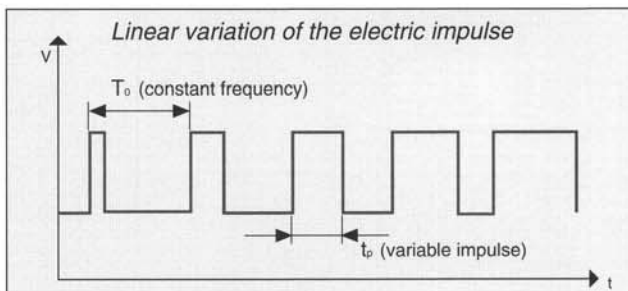 Linear variation of the electric impulse
V
T₀ (constant frequency)
tₚ (variable impulse)
t